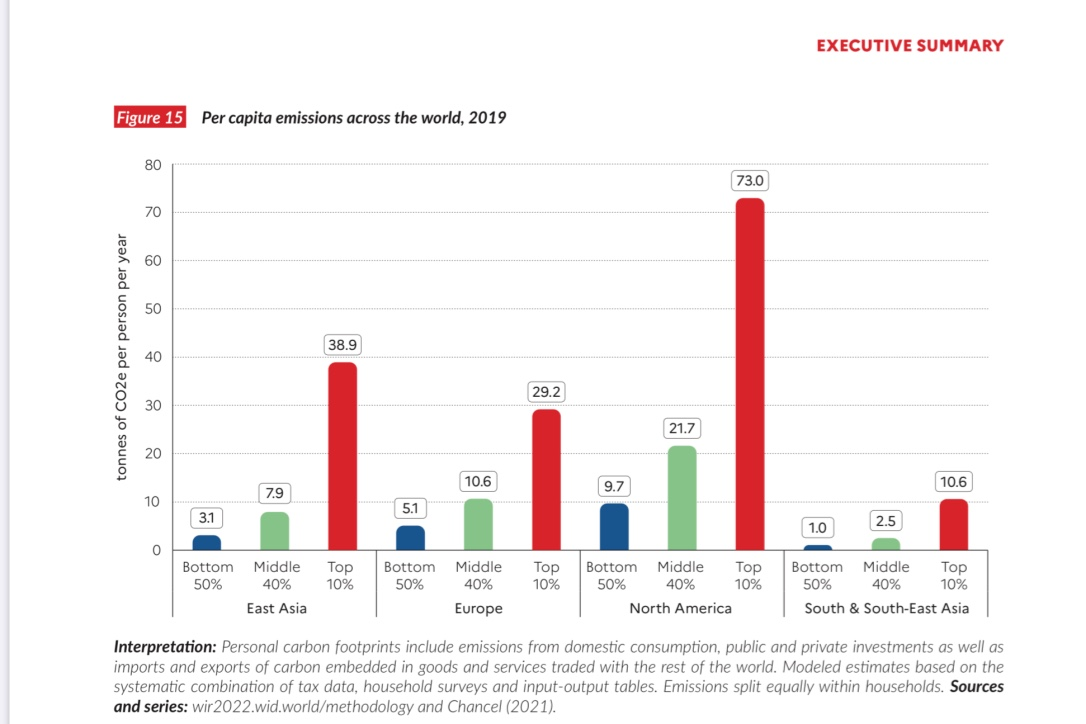 EXECUTIVE SUMMARY
Figure 15 Per capita emissions across the world, 2019
tonnes of CO2e per person per year
80
70
60
50
40
30
20
10
0
3.1
7.9
38.9
5.1
10.6
29.2
9.7
21.7
73.0
1.0
2.5
10.6
Bottom 50%
Middle 40%
Top 10%
Bottom 50%
Middle 40%
Top 10%
Bottom 50%
Middle 40%
Top 10%
Bottom 50%
Middle 40%
Top 10%
East Asia
Europe
North America
South & South-East Asia
Interpretation: Personal carbon footprints include emissions from domestic consumption, public and private investments as well as
imports and exports of carbon embedded in goods and services traded with the rest of the world. Modeled estimates based on the
systematic combination of tax data, household surveys and input-output tables. Emissions split equally within households. Sources
and series: wir2022.wid.world/methodology and Chancel (2021).